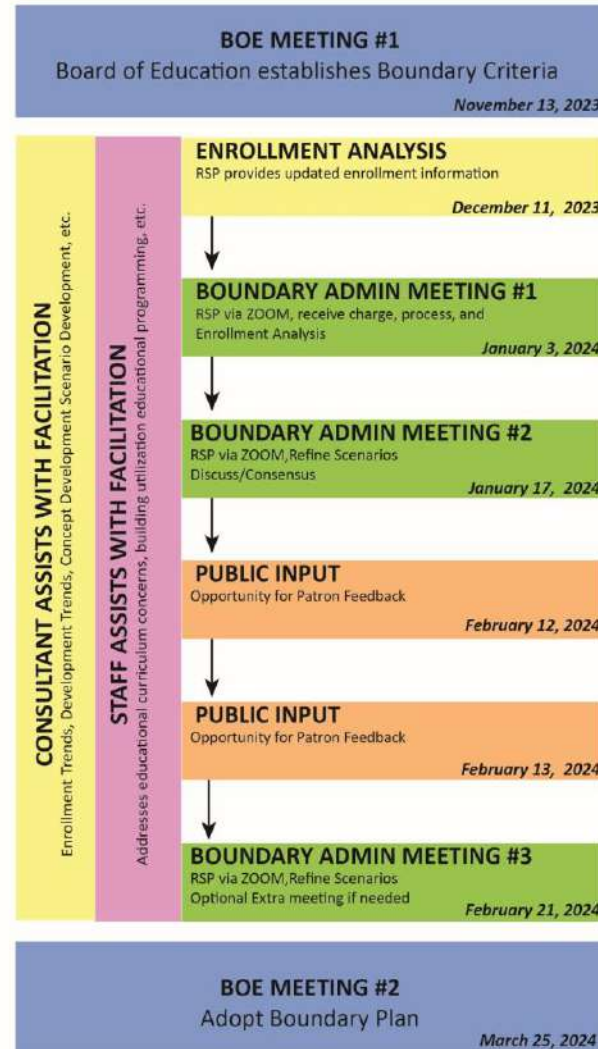 BOE MEETING #1
Board of Education establishes Boundary Criteria
November 13, 2023
CONSULTANT ASSISTS WITH FACILITATION
Enrollment Trends, Development Trends, Concept Development Scenario Development, etc.
STAFF ASSISTS WITH FACILITATION
Addresses educational curriculum concerns, building utilization educational programming, etc.
ENROLLMENT ANALYSIS
RSP provides updated enrollment information
December 11, 2023
BOUNDARY ADMIN MEETING #1
RSP via ZOOM, receive charge, process, and
Enrollment Analysis
January 3, 2024
BOUNDARY ADMIN MEETING #2
RSP via ZOOM,Refine Scenarios
Discuss/Consensus
January 17, 2024
PUBLIC INPUT
Opportunity for Patron Feedback
February 12, 2024
PUBLIC INPUT
Opportunity for Patron Feedback
February 13, 2024
BOUNDARY ADMIN MEETING #3
RSP via ZOOM,Refine Scenarios
Optional Extra meeting if needed
February 21, 2024
BOE MEETING #2
Adopt Boundary Plan
March 25, 2024